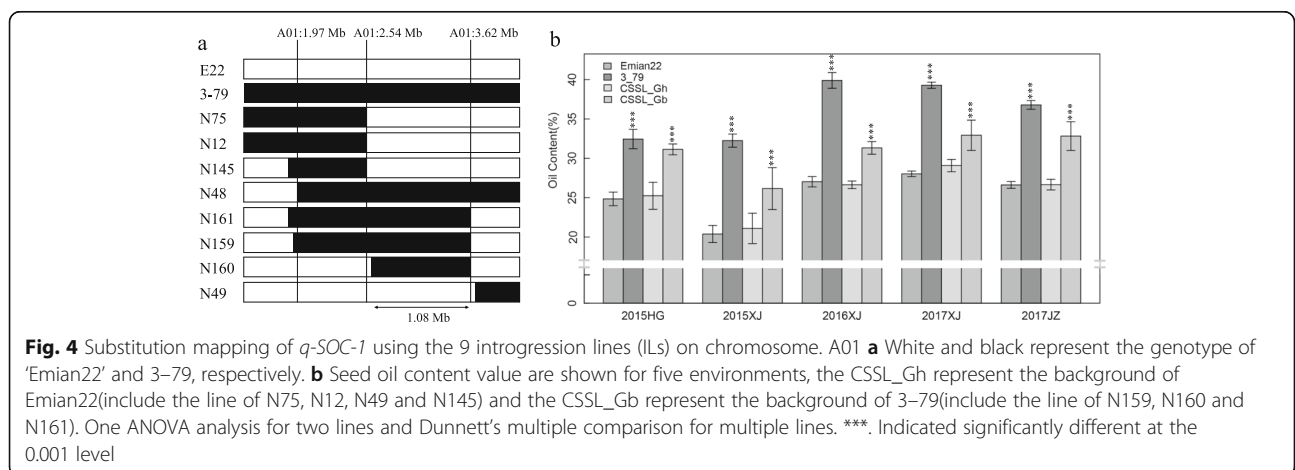 a
A01:1.97 Mb A01:2.54 Mb A01:3.62 Mb
E22
3-79
N75
N12
N145
N48
N161
N159
N160
N49
1.08 Mb
b
Emian22
3_79
CSSL_Gh
CSSL_Gb
Oil Content(%)
40
35
30
25
20
0
*** ***
*** ***
*** ***
*** ***
*** ***
2015HG 2015XJ 2016XJ 2017XJ 2017JZ
Fig. 4 Substitution mapping of q-SOC-1 using the 9 introgression lines (ILs) on chromosome. A01 a White and black represent the genotype of
‘Emian22’ and 3–79, respectively. b Seed oil content value are shown for five environments, the CSSL_Gh represent the background of
Emian22(include the line of N75, N12, N49 and N145) and the CSSL_Gb represent the background of 3–79(include the line of N159, N160 and
N161). One ANOVA analysis for two lines and Dunnett’s multiple comparison for multiple lines. ***. Indicated significantly different at the
0.001 level